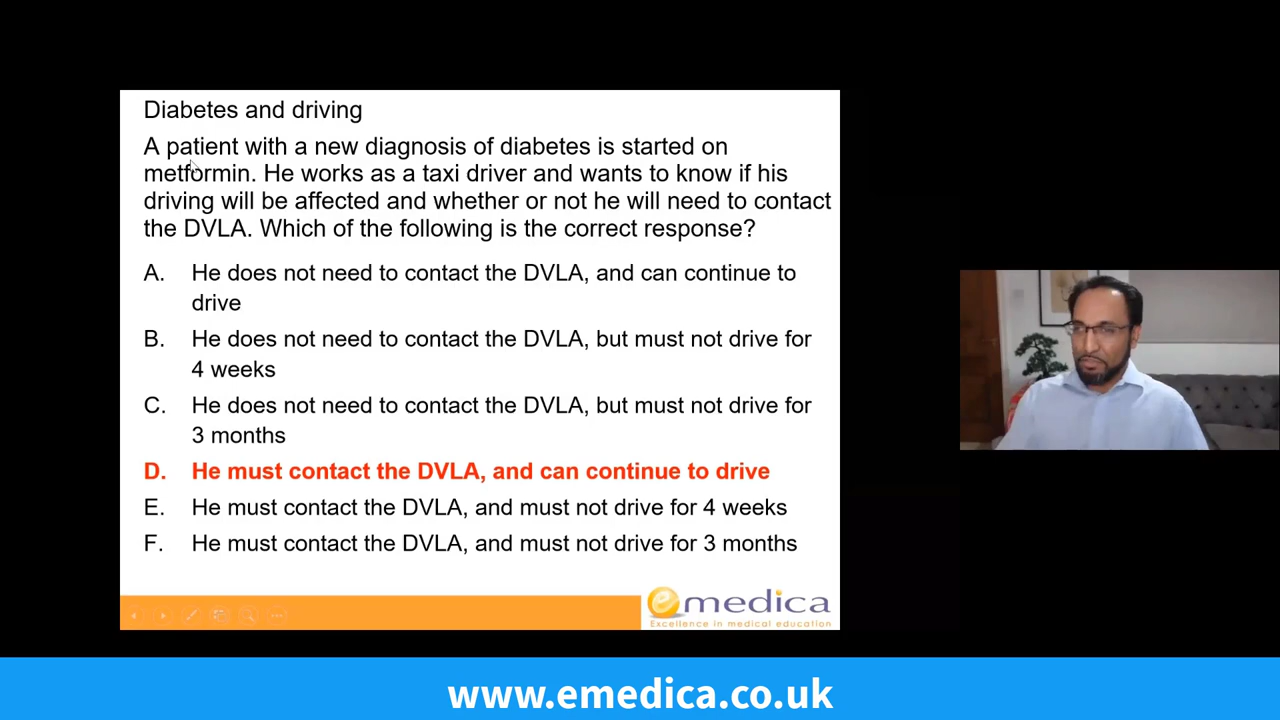 Diabetes and driving
A patient with a new diagnosis of diabetes is started on
metformin. He works as a taxi driver and wants to know if his
driving will be affected and whether or not he will need to contact
the DVLA. Which of the following is the correct response?
A. He does not need to contact the DVLA, and can continue to
drive
B. He does not need to contact the DVLA, but must not drive for
4 weeks
C. He does not need to contact the DVLA, but must not drive for
3 months
D. He must contact the DVLA, and can continue to drive
E. He must contact the DVLA, and must not drive for 4 weeks
F. He must contact the DVLA, and must not drive for 3 months
emedica
Excellence in medical education
www.emedica.co.uk